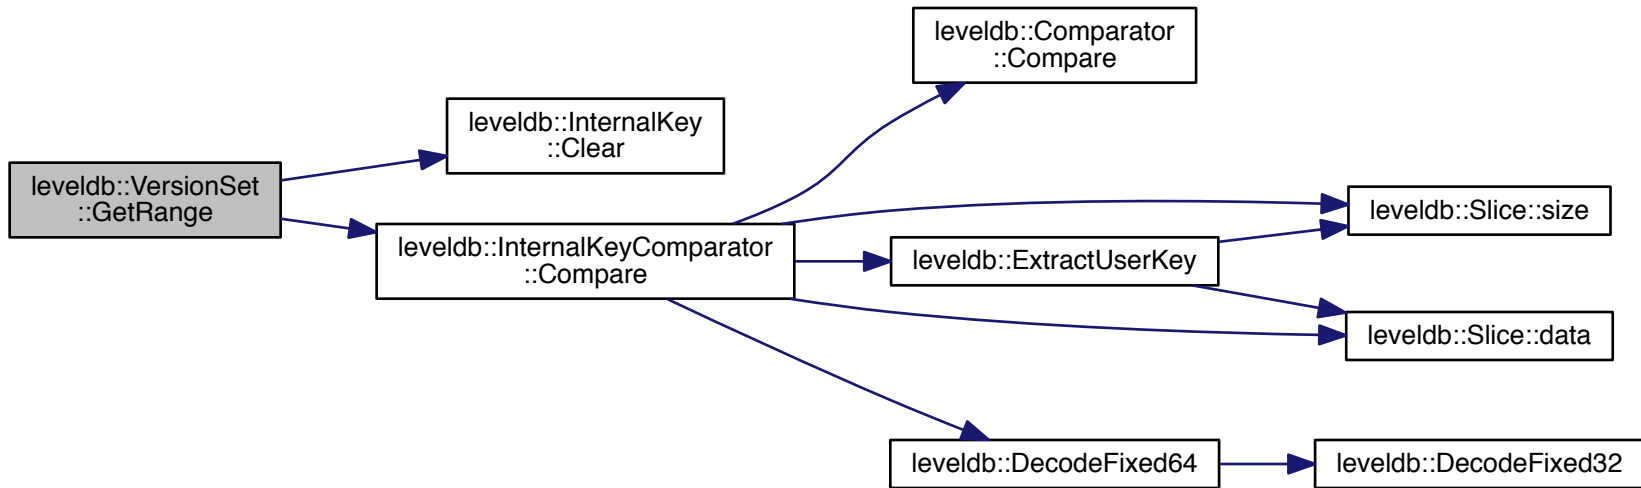 leveldb::Comparator
::Compare
leveldb::InternalKey
::Clear
leveldb::VersionSet
::GetRange
leveldb::Slice::size
leveldb::InternalKeyComparator
::Compare
leveldb::ExtractUserKey
leveldb::Slice::data
leveldb::DecodeFixed64
leveldb::DecodeFixed32